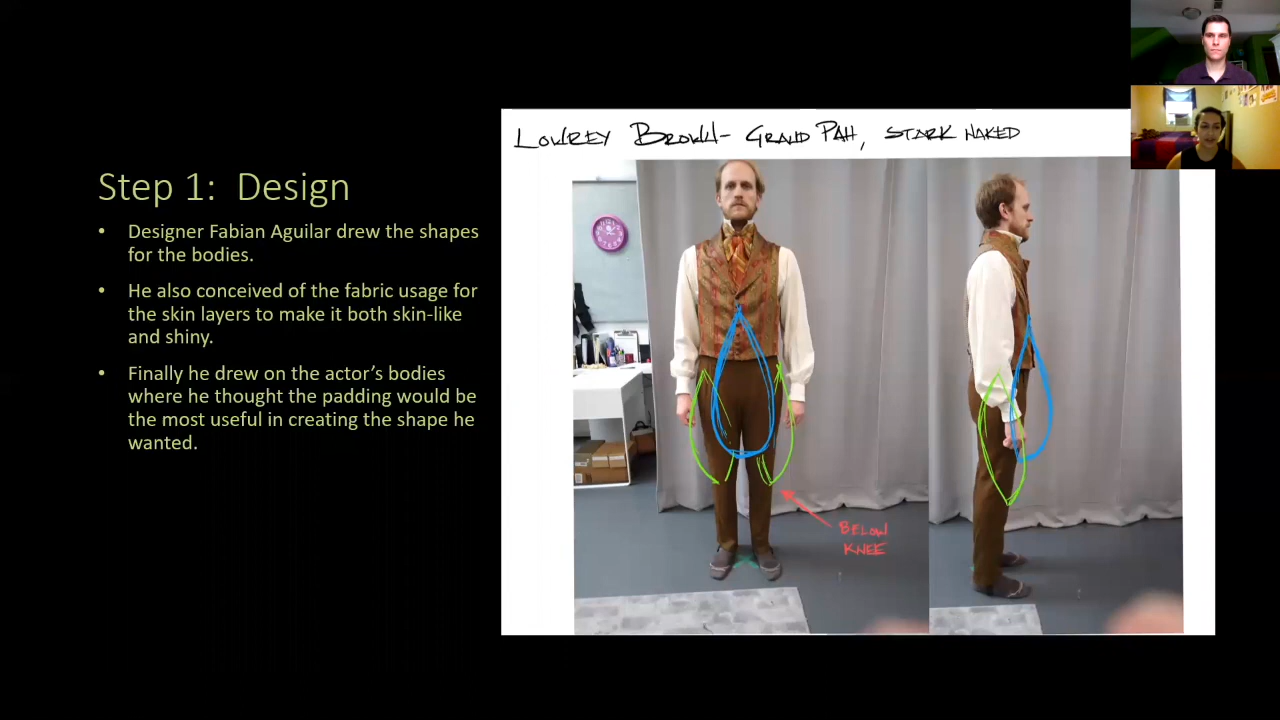 LOWREY BROWN- GRAND PAH, STARK NAKED
Step 1: Design
• Designer Fabian Aguilar drew the shapes
for the bodies.
• He also conceived of the fabric usage for
the skin layers to make it both skin-like
and shiny.
• Finally he drew on the actor's bodies
where he thought the padding would be
the most useful in creating the shape he
wanted.
BELOW
KNEE